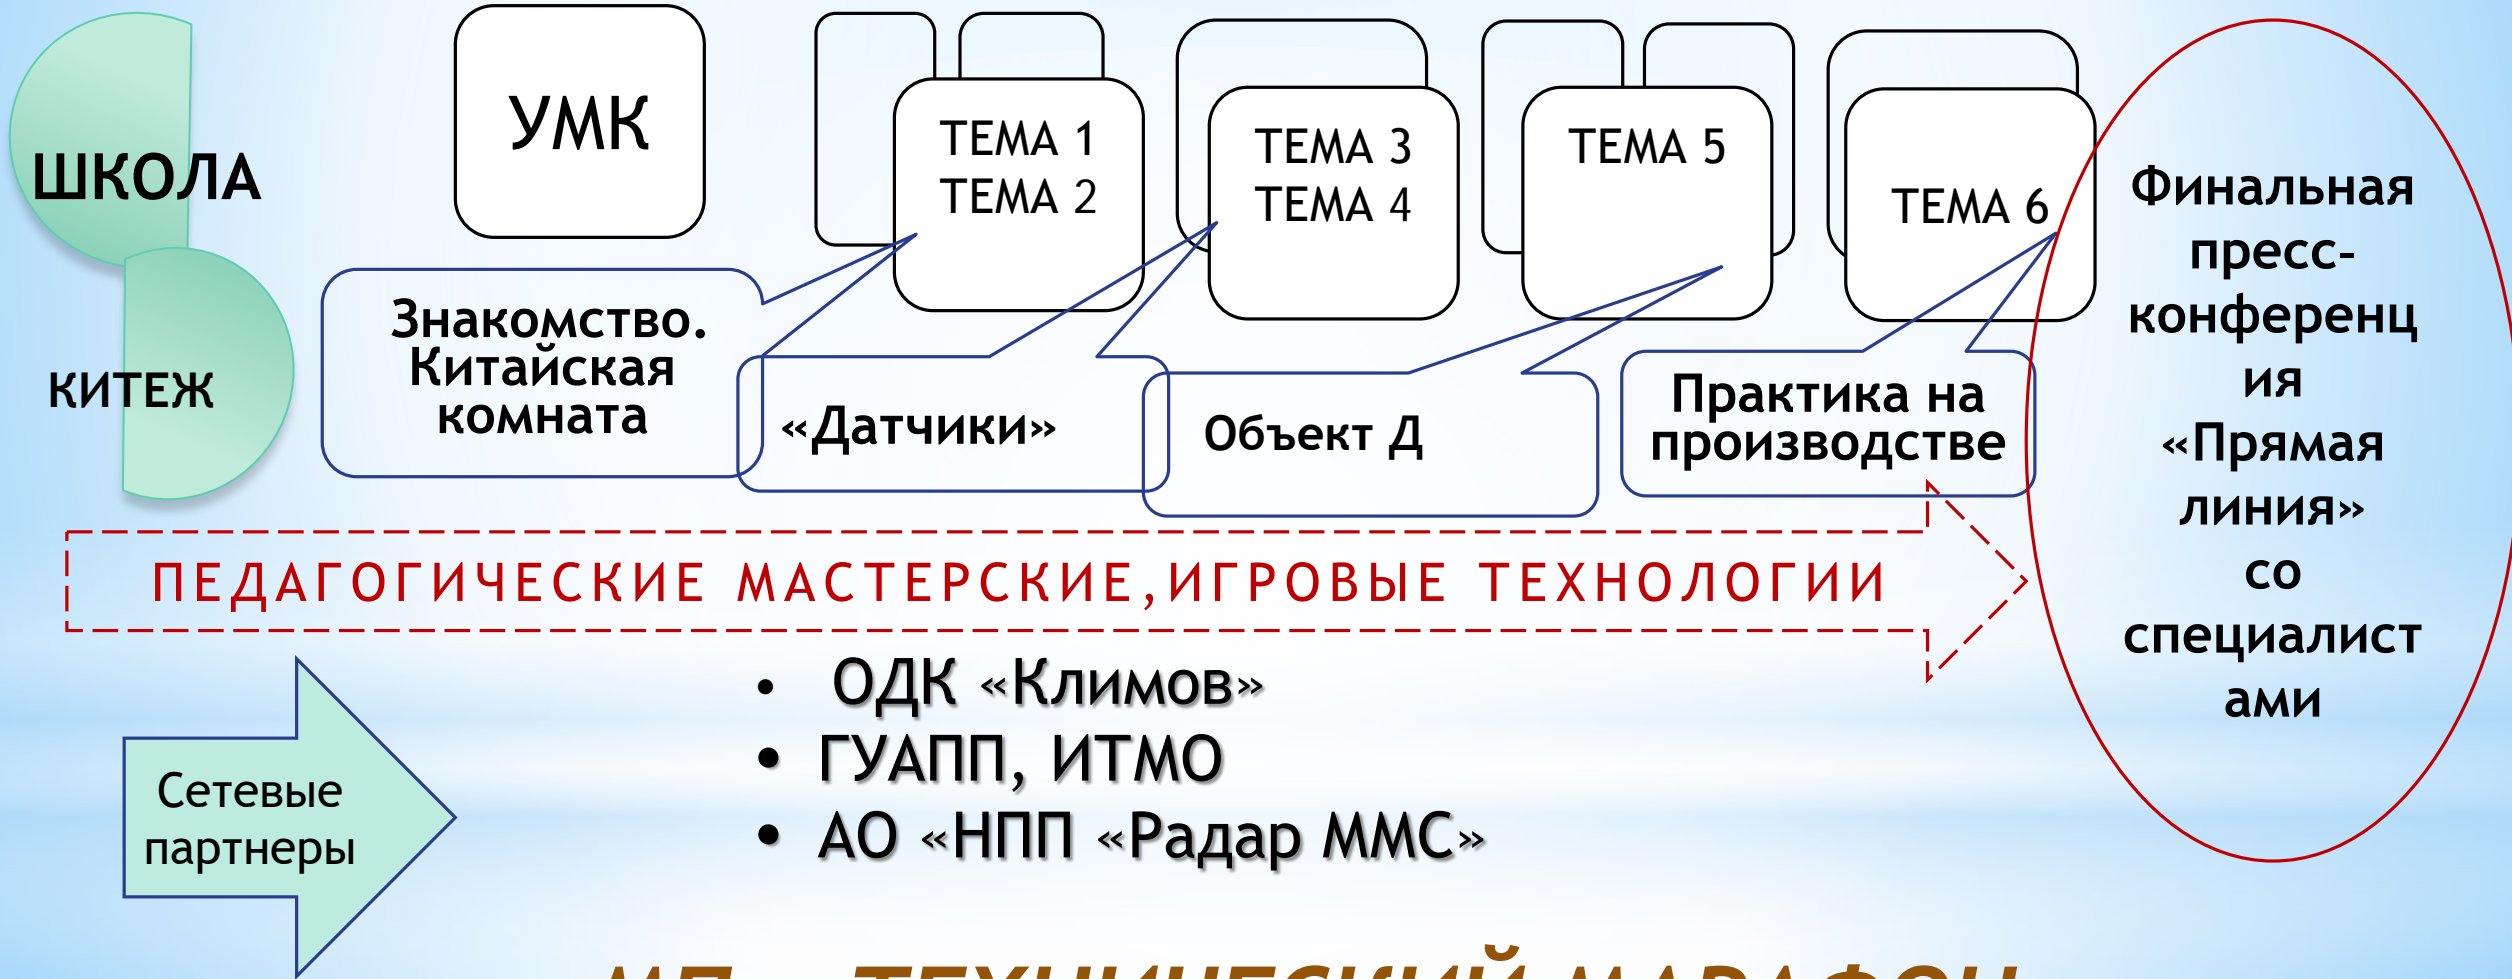 ШКОЛА
КИТЕЖ
УМК
ТЕМА 1
ТЕМА 2
ТЕМА 3
ТЕМА 4
ТЕМА 5
ТЕМА 6
Знакомство.
Китайская
комната
«Датчики»
Объект Д
Практика на
производстве
Финальная
пресс-
конференц
ия
«Прямая
линия»
со
специалист
ами
ПЕДАГОГИЧЕСКИЕ МАСТЕРСКИЕ,ИГРОВЫЕ ТЕХНОЛОГИИ
Сетевые
партнеры
• ОДК «Климов»
• ГУАПП, ИТМО
• АО «НПП «Радар ММС»
ТЕХНИЧЕСКИЙ МАРАФОН